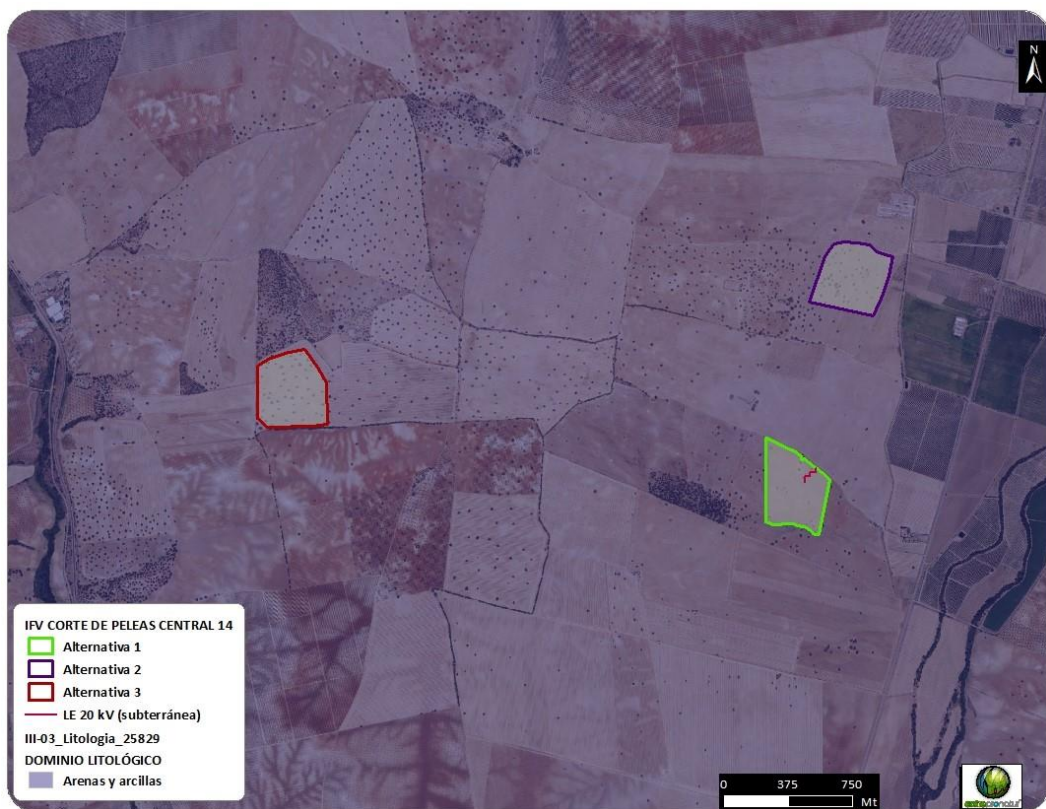 N
IFV CORTE DE PELEAS CENTRAL 14
Alternativa 1
Alternativa 2
Alternativa 3
LE 20 kV (subterránea)
III-03_Litologia_25829
DOMINIO LITOLÓGICO
Arenas y arcillas
0 375 750
Mt